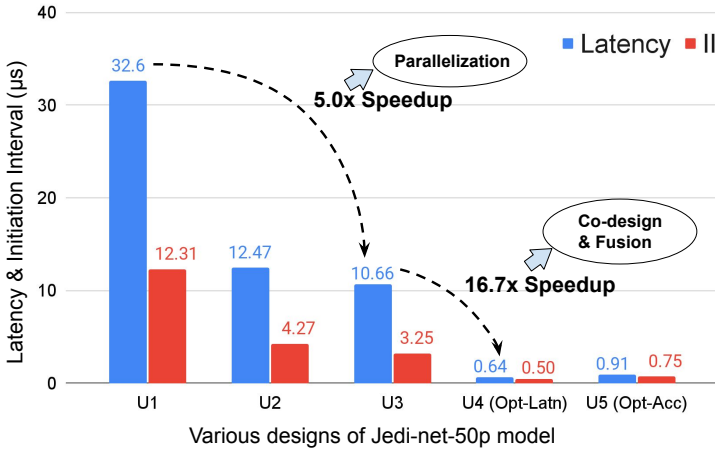 40
Latency II
Parallelization
32.6
5.0x Speedup
30
Latency & Initiation Interval (µs)
20
Co-design
& Fusion
12.31
12.47
10.66
16.7x Speedup
10
4.27
3.25
0.64
0.50
0.91
0.75
0
U1
U2
U3
U4 (Opt-Latn)
U5 (Opt-Acc)
Various designs of Jedi-net-50p model